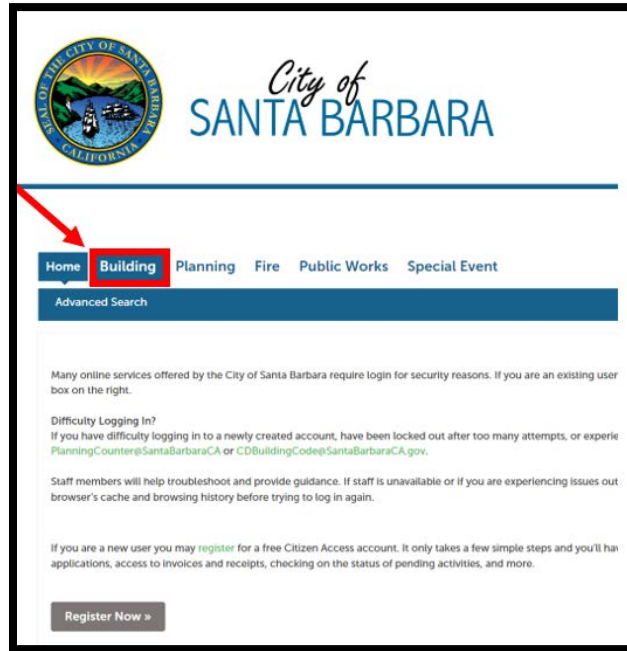 SEAL OF THE CITY OF SANTA BARBARA
CALIFORNIA
City of
SANTA BARBARA
Home Building Planning Fire Public Works Special Event
Advanced Search
Many online services offered by the City of Santa Barbara require login for security reasons. If you are an existing user
box on the right.
Difficulty Logging In?
If you have difficulty logging in to a newly created account, have been locked out after too many attempts, or experie
PlanningCounter@SantaBarbaraCA or CDBuildingCode@SantaBarbaraCA.gov.
Staff members will help troubleshoot and provide guidance. If staff is unavailable or if you are experiencing issues out
browser's cache and browsing history before trying to log in again.
If you are a new user you may register for a free Citizen Access account. It only takes a few simple steps and you'll hav
applications, access to invoices and receipts, checking on the status of pending activities, and more.
Register Now »